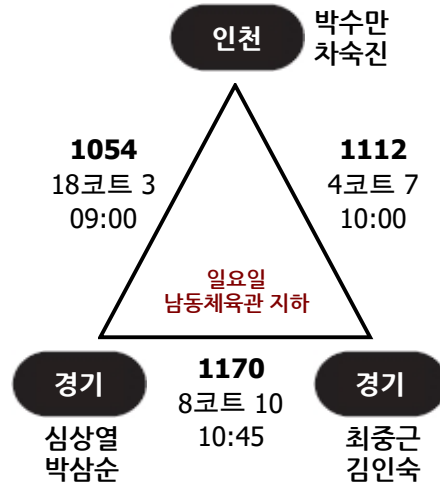 인천
박수만
차숙진
1054
18코트 3
09:00
1112
4코트 7
10:00
일요일
남동체육관 지하
경기
심상열
박삼순
1170
8코트 10
10:45
경기
최중근
김인숙